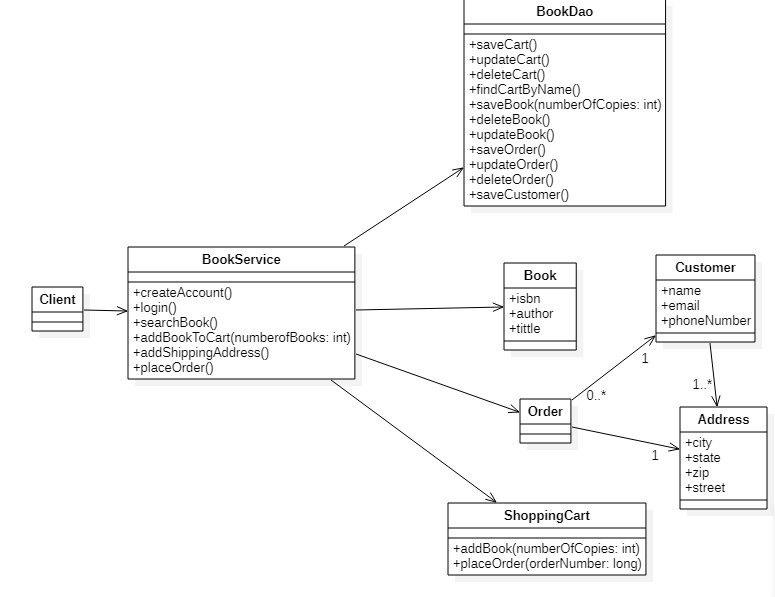 BookDao
+saveCart()
+updateCart()
+deleteCart()
+findCartByName()
+saveBook(numberOfCopies: int)
+deleteBook()
+updateBook()
+saveOrder()
+updateOrder()
+deleteOrder()
+saveCustomer()
Client
BookService
+createAccount()
+login()
+searchBook()
+addBookToCart(numberofBooks: int)
+addShippingAddress()
+placeOrder()
Book
+isbn
+author
+tittle
Customer
+name
+email
+phoneNumber
1
0..*
1..*
Order
1
Address
+city
+state
+zip
+street
ShoppingCart
+addBook(numberOfCopies: int)
+placeOrder(orderNumber: long)